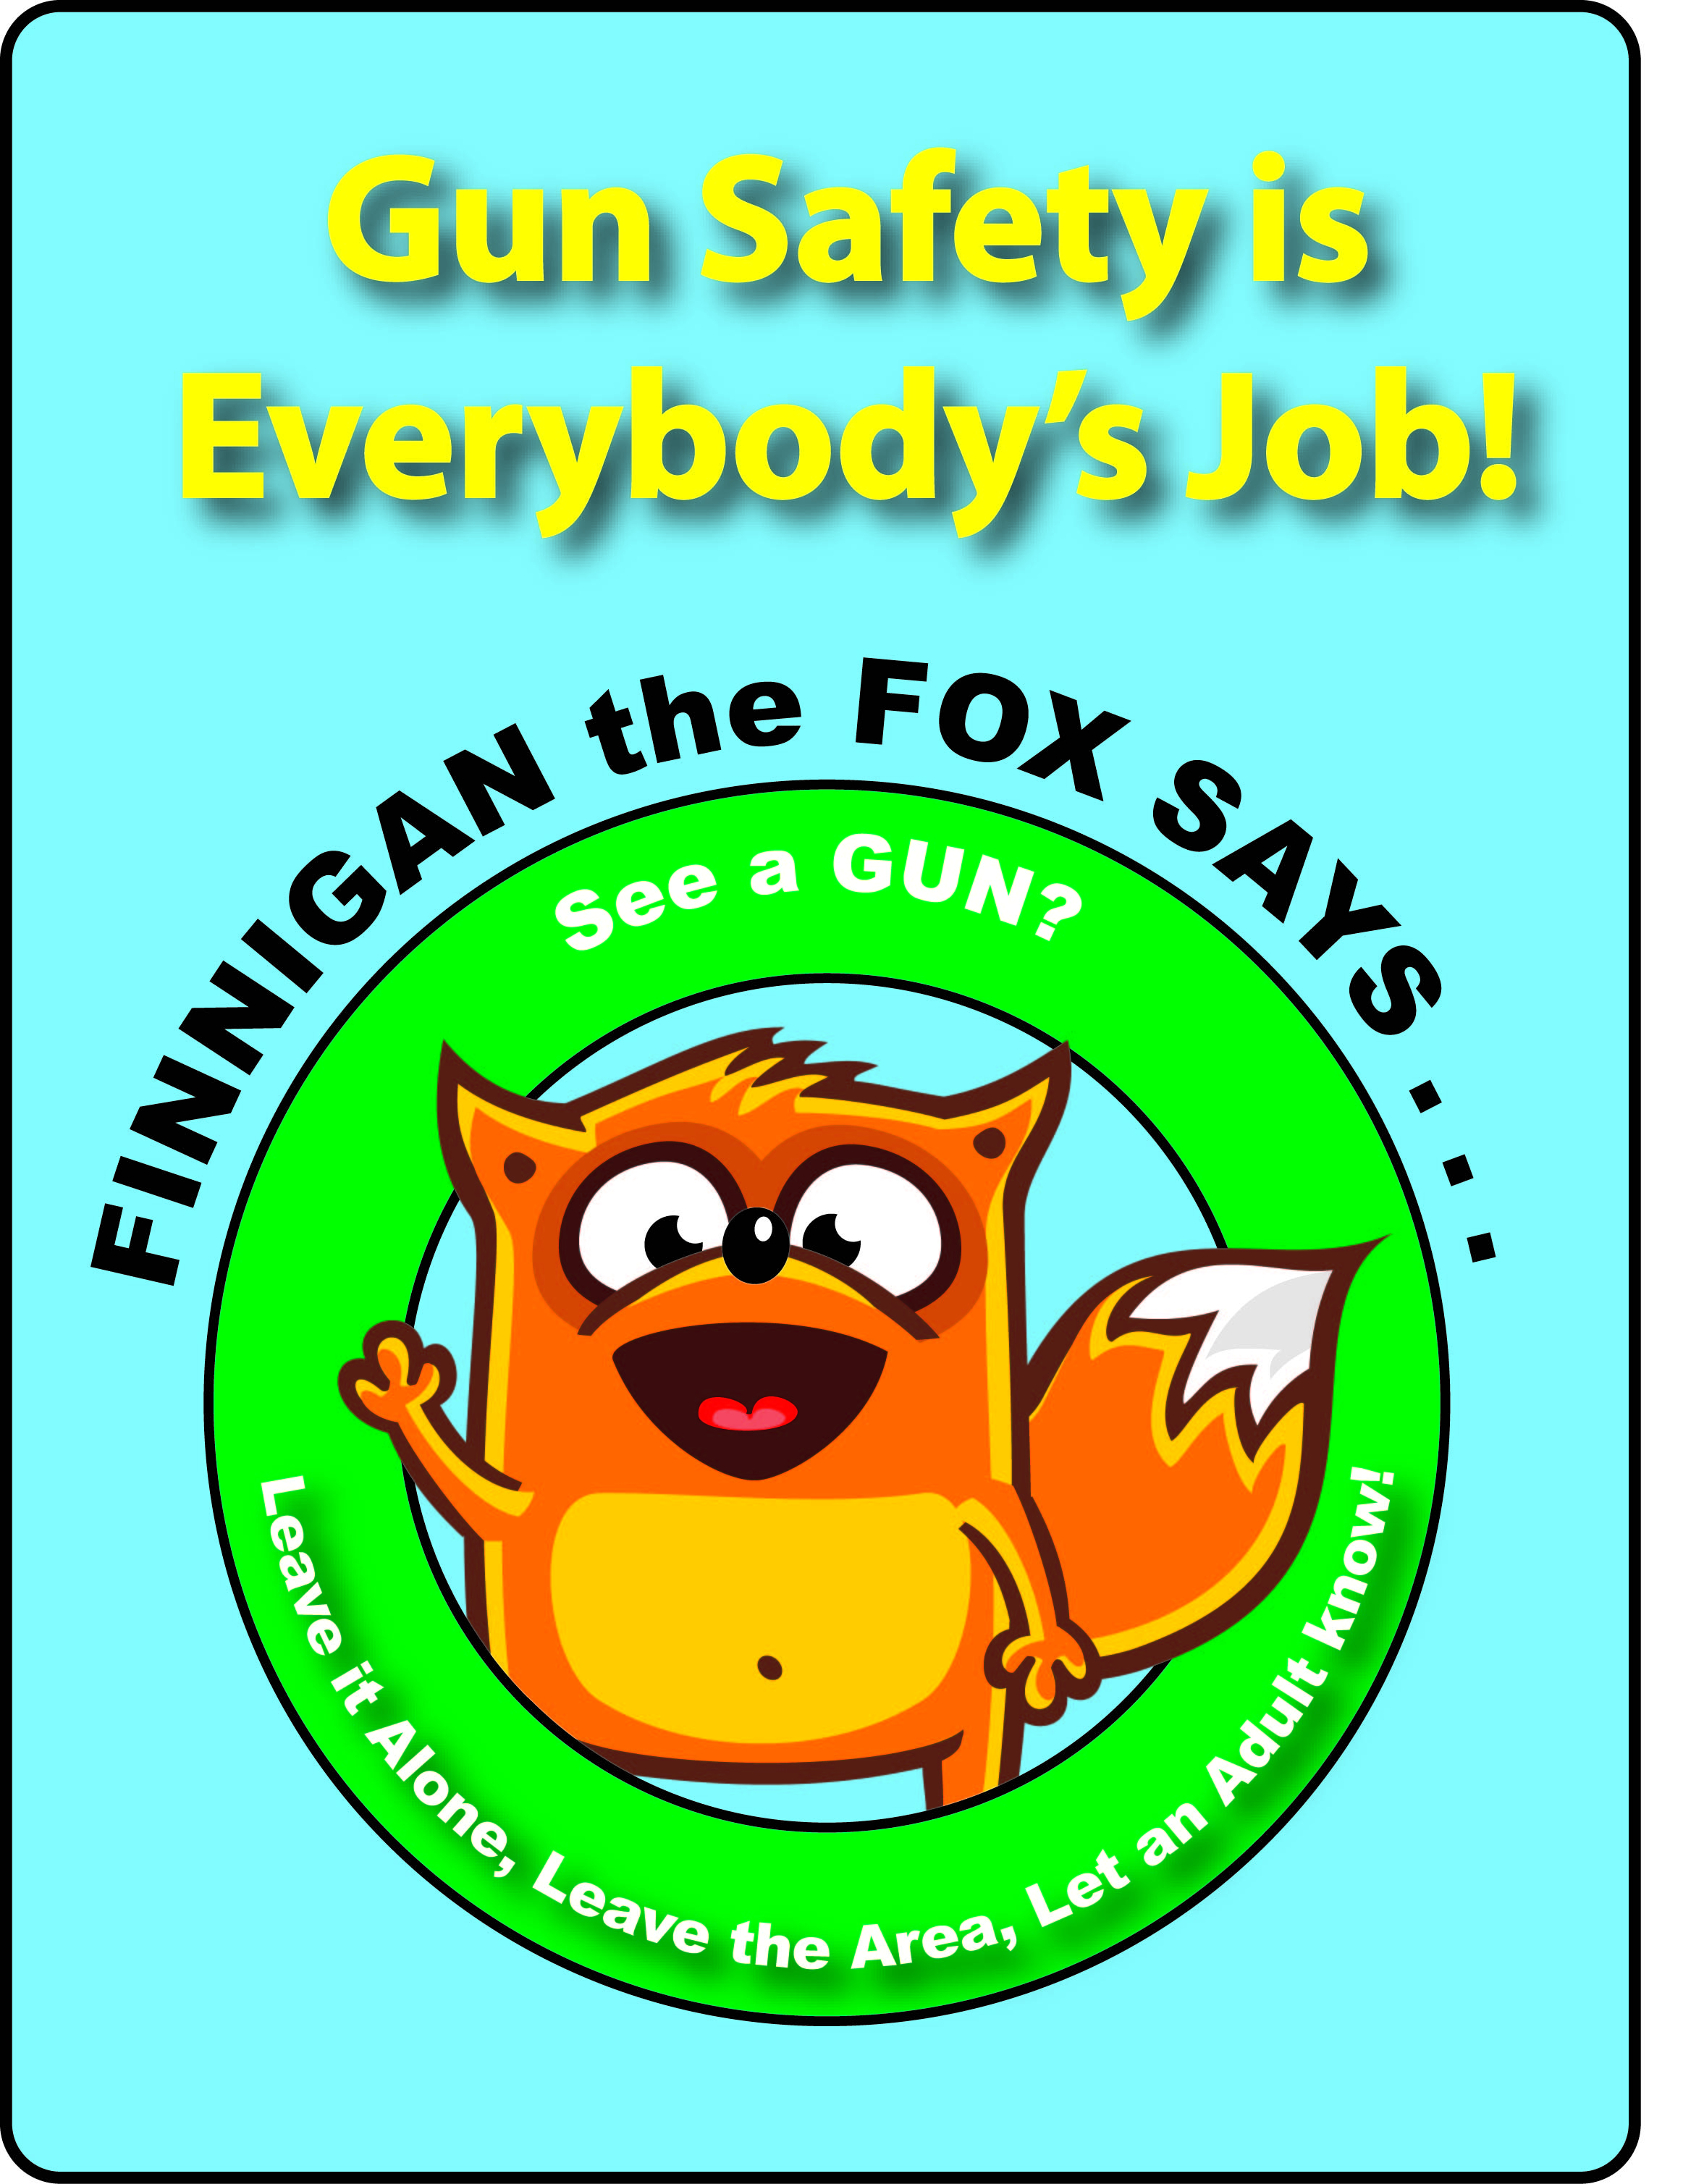 Gun Safety is
Everybody’s Job!
FINNIGAN the FOX SAYS . . .
See a GUN?
Leave it Alone, Leave the Area, Let an Adult know!